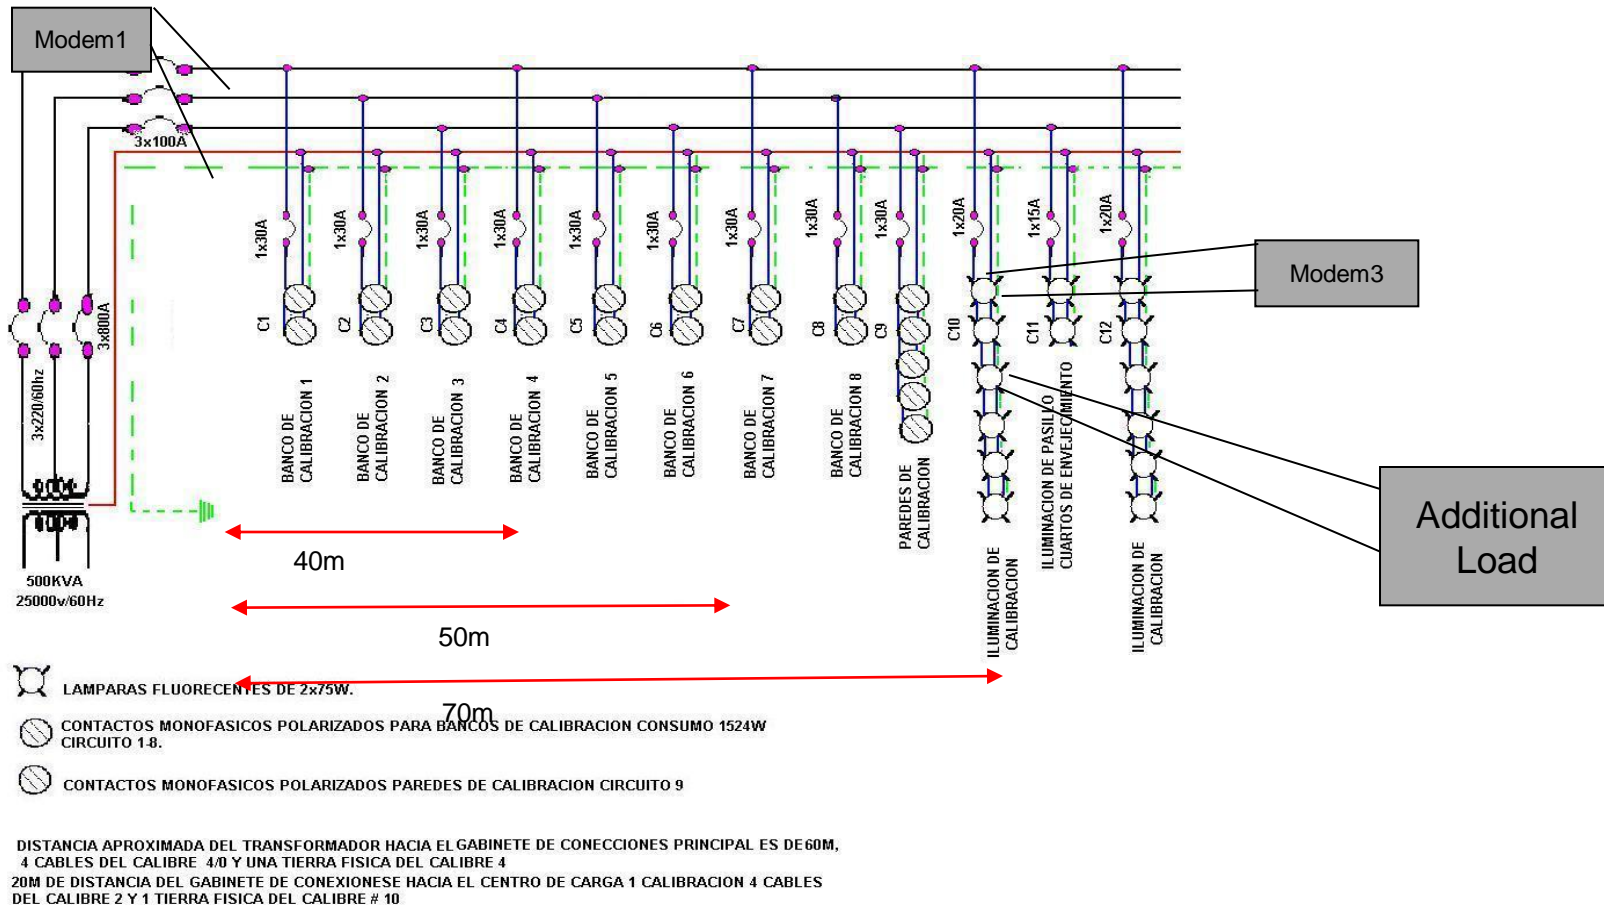 Modem1
3x100A
1x30A
1x30A
1x30A
1x30A
1x30A
1x30A
1x30A
1x30A
1x30A
1x20A
1x15A
1x20A
Modem3
3x800A
C1
C2
C3
C4
C5
C6
C7
C8
C9
C10
C11
C12
3x220/60hz
BANCO DE
CALIBRACION 1
BANCO DE
CALIBRACION 2
BANCO DE
CALIBRACION 3
BANCO DE
CALIBRACION 4
BANCO DE
CALIBRACION 5
BANCO DE
CALIBRACION 6
BANCO DE
CALIBRACION 7
BANCO DE
CALIBRACION 8
PAREDES DE
CALIBRACION
ILUMINACION DE
CALIBRACION
ILUMINACION DE PASILLO
CUARTOS DE ENVEJECIMIENTO
ILUMINACION DE
CALIBRACION
Additional
Load
40m
500KVA
25000v/60Hz
50m
70m
LAMPARAS FLUORECENTES DE 2x75W.
CONTACTOS MONOFASICOS POLARIZADOS PARA BANCOS DE CALIBRACION CONSUMO 1524W
CIRCUITO 1-8.
CONTACTOS MONOFASICOS POLARIZADOS PAREDES DE CALIBRACION CIRCUITO 9
DISTANCIA APROXIMADA DEL TRANSFORMADOR HACIA EL GABINETE DE CONECCIONES PRINCIPAL ES DE 60M,
4 CABLES DEL CALIBRE 4/0 Y UNA TIERRA FISICA DEL CALIBRE 4
20M DE DISTANCIA DEL GABINETE DE CONEXIONESE HACIA EL CENTRO DE CARGA 1 CALIBRACION 4 CABLES
DEL CALIBRE 2 Y 1 TIERRA FISICA DEL CALIBRE # 10